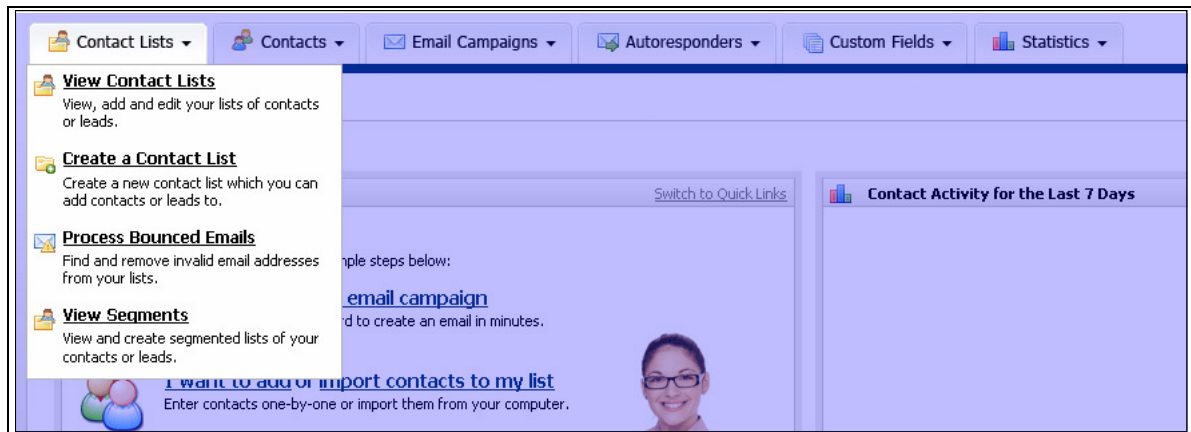 Contact Lists
Contacts
Email Campaigns
Autoresponders
Custom Fields
Statistics
View Contact Lists
View, add and edit your lists of contacts
or leads.
Create a Contact List
Create a new contact list which you can
add contacts or leads to.
Process Bounced Emails
Find and remove invalid email addresses
from your lists.
View Segments
View and create segmented lists of your
contacts or leads.
Switch to Quick Links
steps below:
email campaign
to create an email in minutes.
I want to add or import contacts to my list
Enter contacts one-by-one or import them from your computer.
Contact Activity for the Last 7 Days